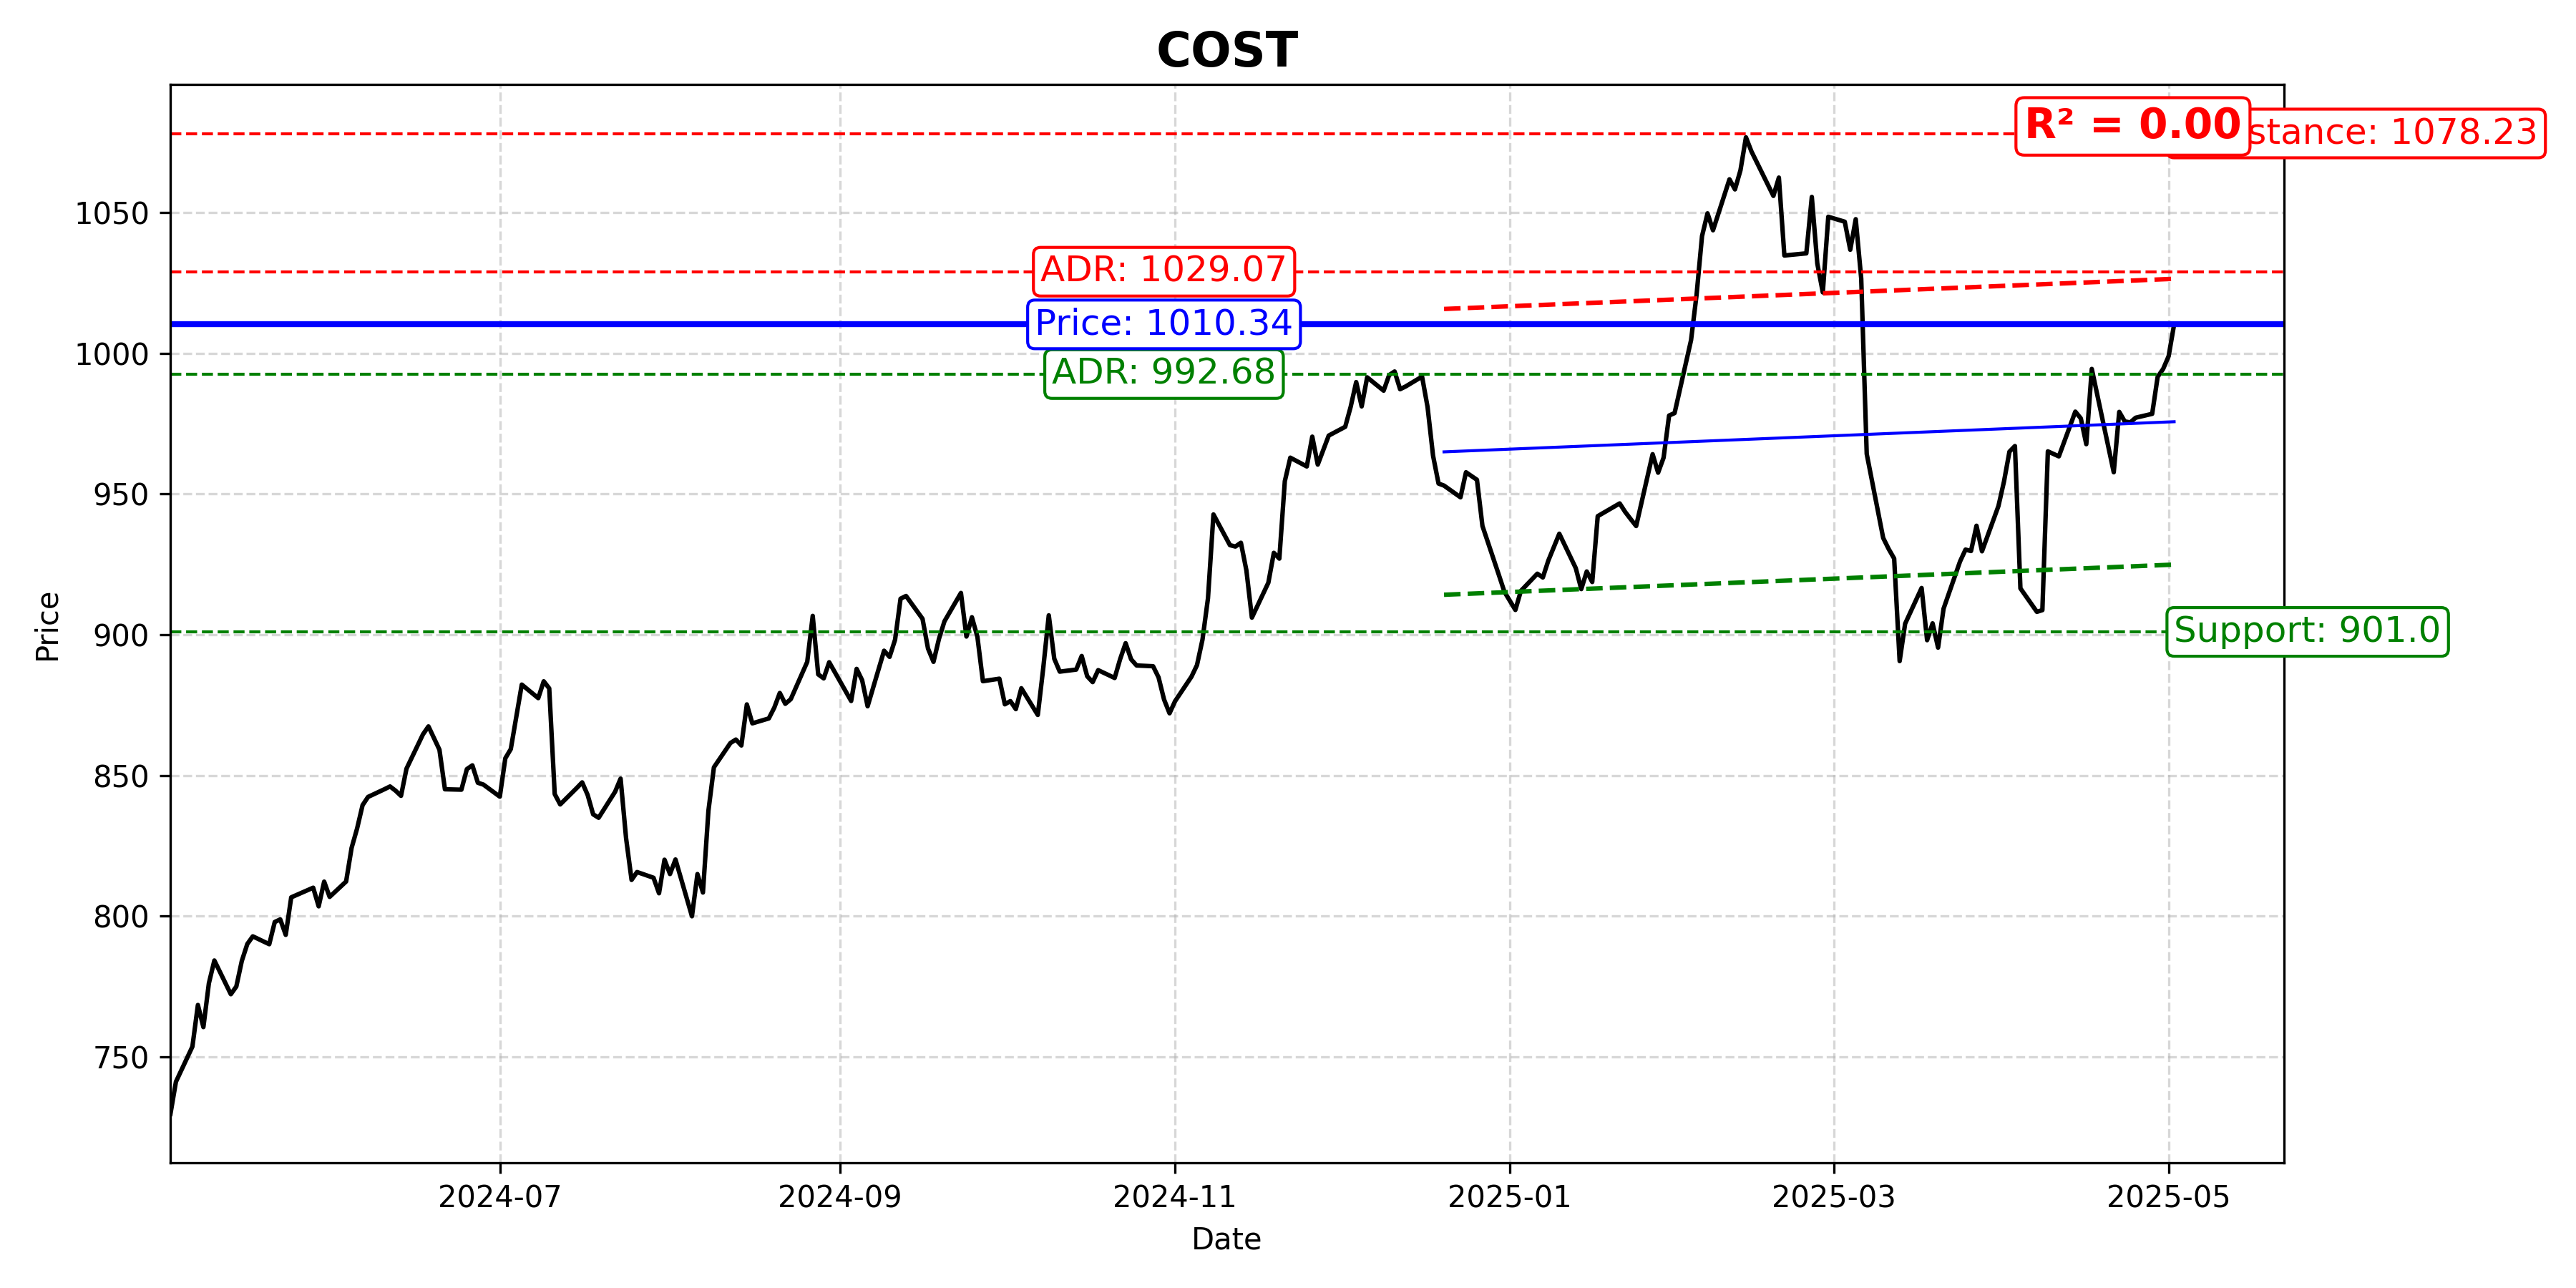 COST
R² = 0.00
stance: 1078.23
1050
ADR: 1029.07
Price: 1010.34
1000
ADR: 992.68
950
900
Support: 901.0
850
800
750
Price
2024-07
2024-09
2024-11
2025-01
2025-03
2025-05
Date